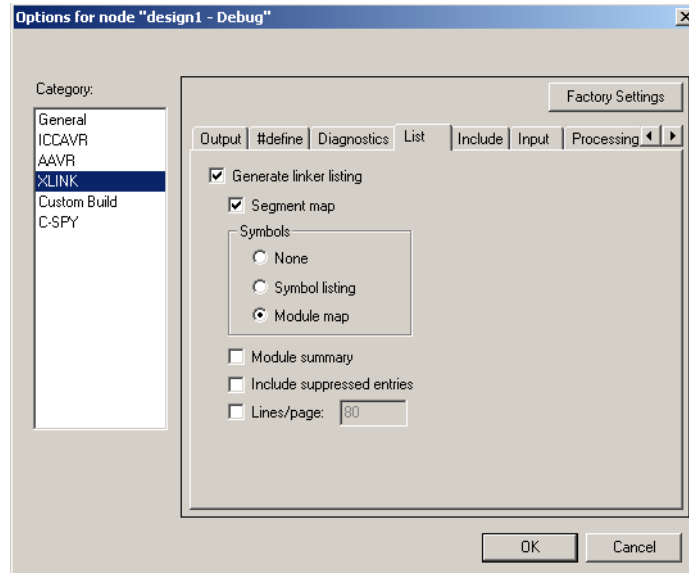 Options for node "design1 - Debug"
Category:
General
ICCAVR
AAVR
XLINK
Custom Build
C-SPY
Factory Settings
Output #define Diagnostics List Include Input Processing
Generate linker listing
Segment map
Symbols
None
Symbol listing
Module map
Module summary
Include suppressed entries
Lines/page: 80
OK Cancel